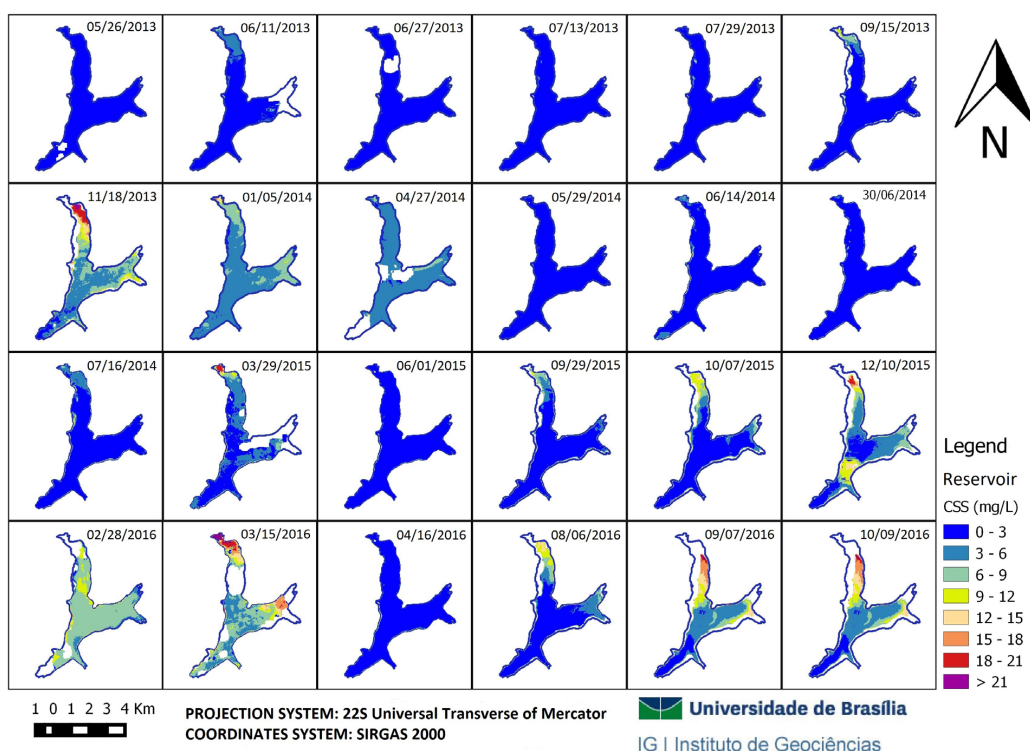 05/26/2013
06/11/2013
06/27/2013
07/13/2013
07/29/2013
09/15/2013
N
11/18/2013
01/05/2014
04/27/2014
05/29/2014
06/14/2014
30/06/2014
07/16/2014
03/29/2015
06/01/2015
09/29/2015
10/07/2015
12/10/2015
02/28/2016
03/15/2016
04/16/2016
08/06/2016
09/07/2016
10/09/2016
Legend
Reservoir
CSS (mg/L)
0 - 3
3 - 6
6 - 9
9 - 12
12 - 15
15 - 18
18 - 21
> 21
1 0 1 2 3 4 Km
PROJECTION SYSTEM: 22S Universal Transverse of Mercator
COORDINATES SYSTEM: SIRGAS 2000
Universidade de Brasília
IG | Instituto de Geociências